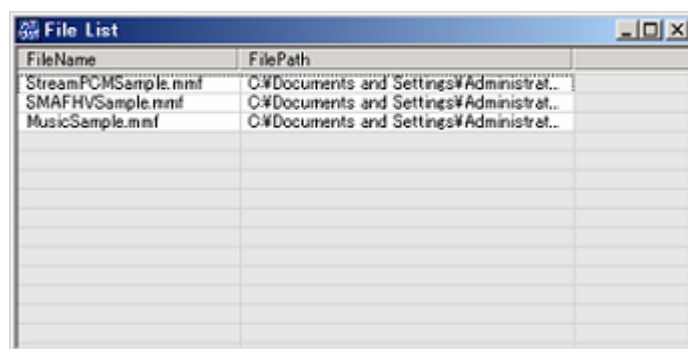 File List
FileName FilePath
StreamPCMSample.mmf C:¥Documents and Settings¥Administrat...
SMAFHVSample.mmf C:¥Documents and Settings¥Administrat...
MusicSample.mmf C:¥Documents and Settings¥Administrat...